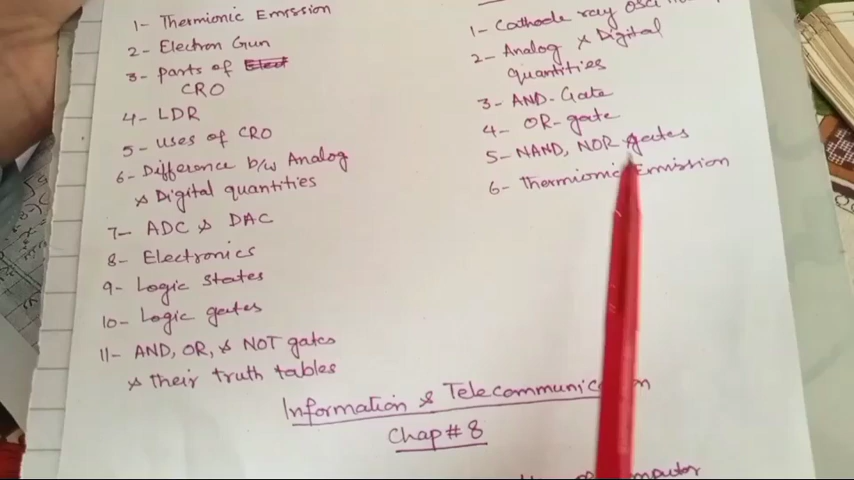 1- Thermionic Emission
2- Electron Gun
3- parts of
CRO
4- LDR
5- uses of CRO
6- Difference b/w Analog
& Digital quantities
7- ADC & DAC
8- Electronics
9- Logic states
10- Logic gates
11- AND, OR, & NOT gates
& their truth tables
1- Cathode ray
2- Analog & Digital
quantities
3- AND-Gate
4- OR-gate
5- NAND, NOR gates
6- Thermionic Emission
Information & Telecommunication
Chap#8